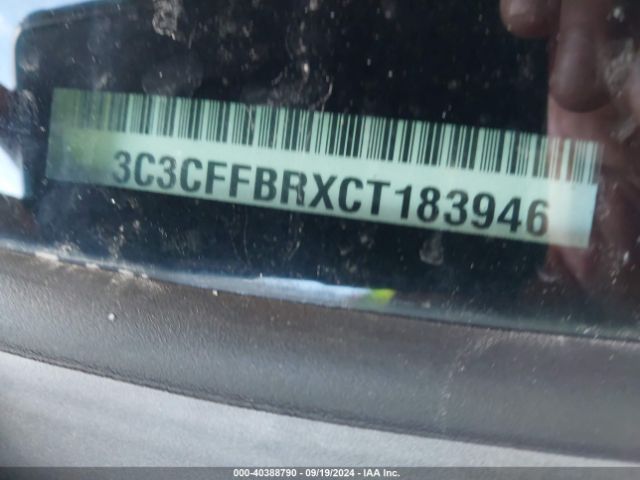 3C3CFFBRXCT183946
000-40388790 - 09/19/2024 - IAA Inc.